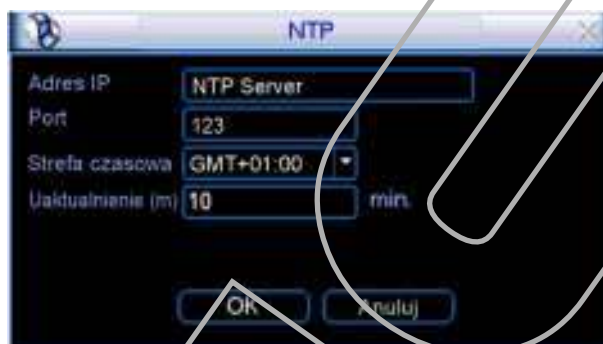 NTP
Adres IP NTP Server
Port 123
Strefa czasowa GMT+01:00
Uaktualnienie (m) 10 min.
OK Anuluj